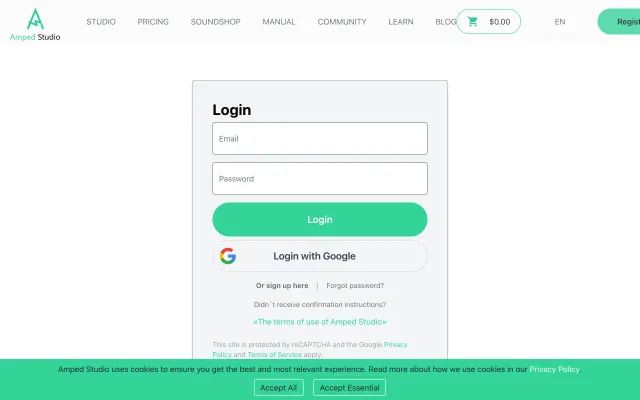 STUDIO PRICING SOUNDSHOP MANUAL COMMUNITY LEARN BLOG $0.00 EN
Amped Studio
Login
Email
Password
Login
Login with Google
Or sign up here | Forgot password?
Didn`t receive confirmation instructions?
«The terms of use of Amped Studio»
This site is protected by reCAPTCHA and the Google Privacy
Policy and Terms of Service apply.
Amped Studio uses cookies to ensure you get the best and most relevant experience. Read more about how we use cookies in our Privacy Policy.
Accept All Accept Essential